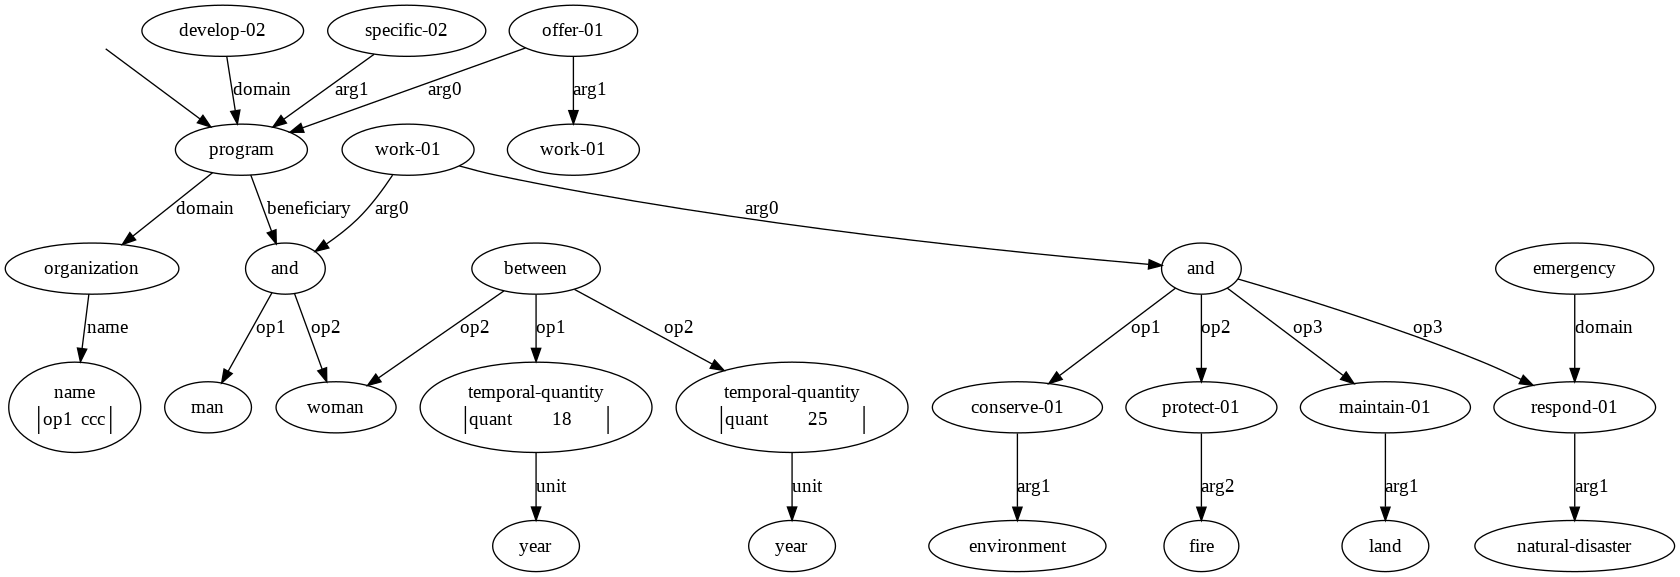 develop-02 specific-02 offer-01
domain arg1 arg0 arg1
program work-01 work-01
domain beneficiary arg0 arg0
organization and between and emergency
name op1 op2 op2 op1 op2 op1 op2 op3 op3 domain
name
op1 ccc
man woman
temporal-quantity
quant 18
temporal-quantity
quant 25
conserve-01 protect-01 maintain-01 respond-01
unit unit arg1 arg2 arg1 arg1
year year environment fire land natural-disaster